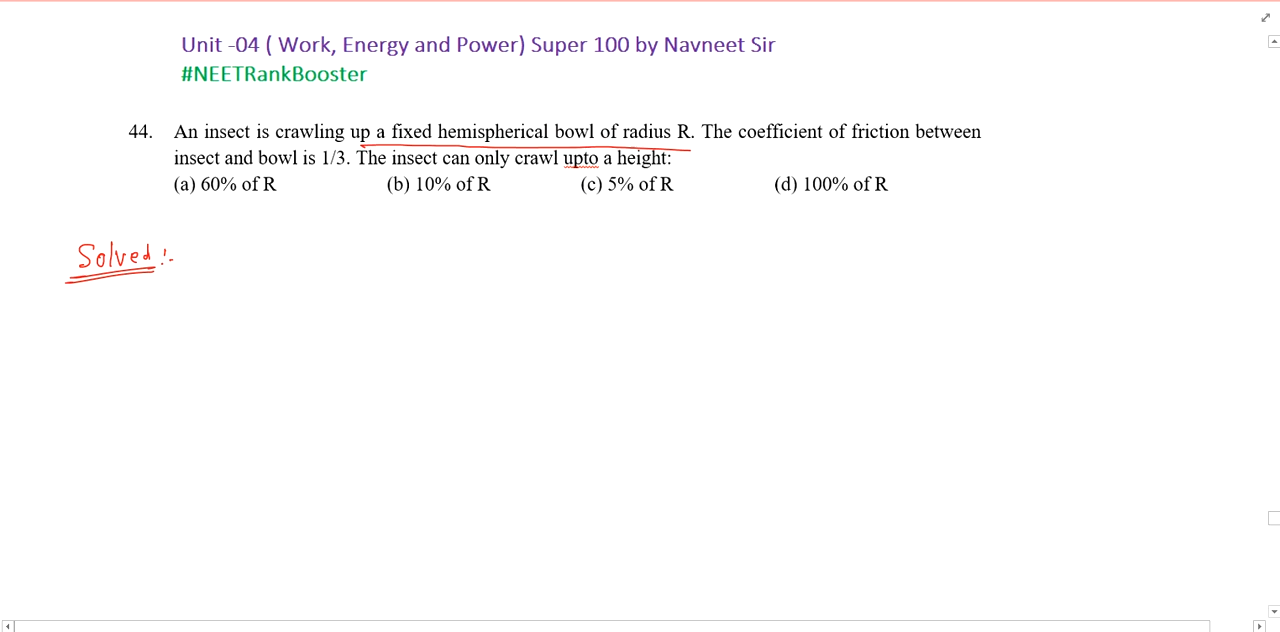 Unit -04 ( Work, Energy and Power) Super 100 by Navneet Sir
#NEETRankBooster
44. An insect is crawling up a fixed hemispherical bowl of radius R. The coefficient of friction between
insect and bowl is 1/3. The insect can only crawl upto a height:
(a) 60% of R (b) 10% of R (c) 5% of R (d) 100% of R
Solved :-